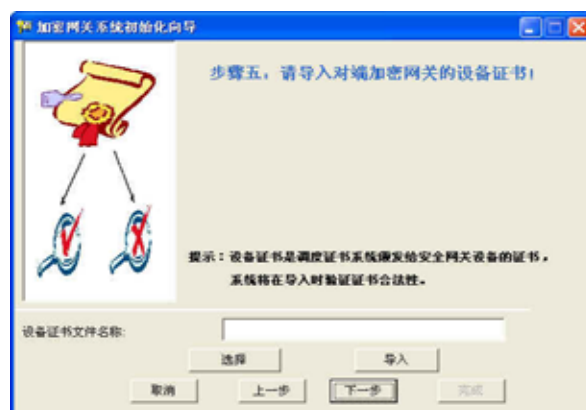 加密网关系统初始化向导
步骤五，请导入对端加密网关的设备证书！
提示：设备证书是调度证书系统颁发给安全网关设备的证书，
系统将在导入时验证证书合法性。
设备证书文件名称:
选择 导入
取消 上一步 下一步 完成